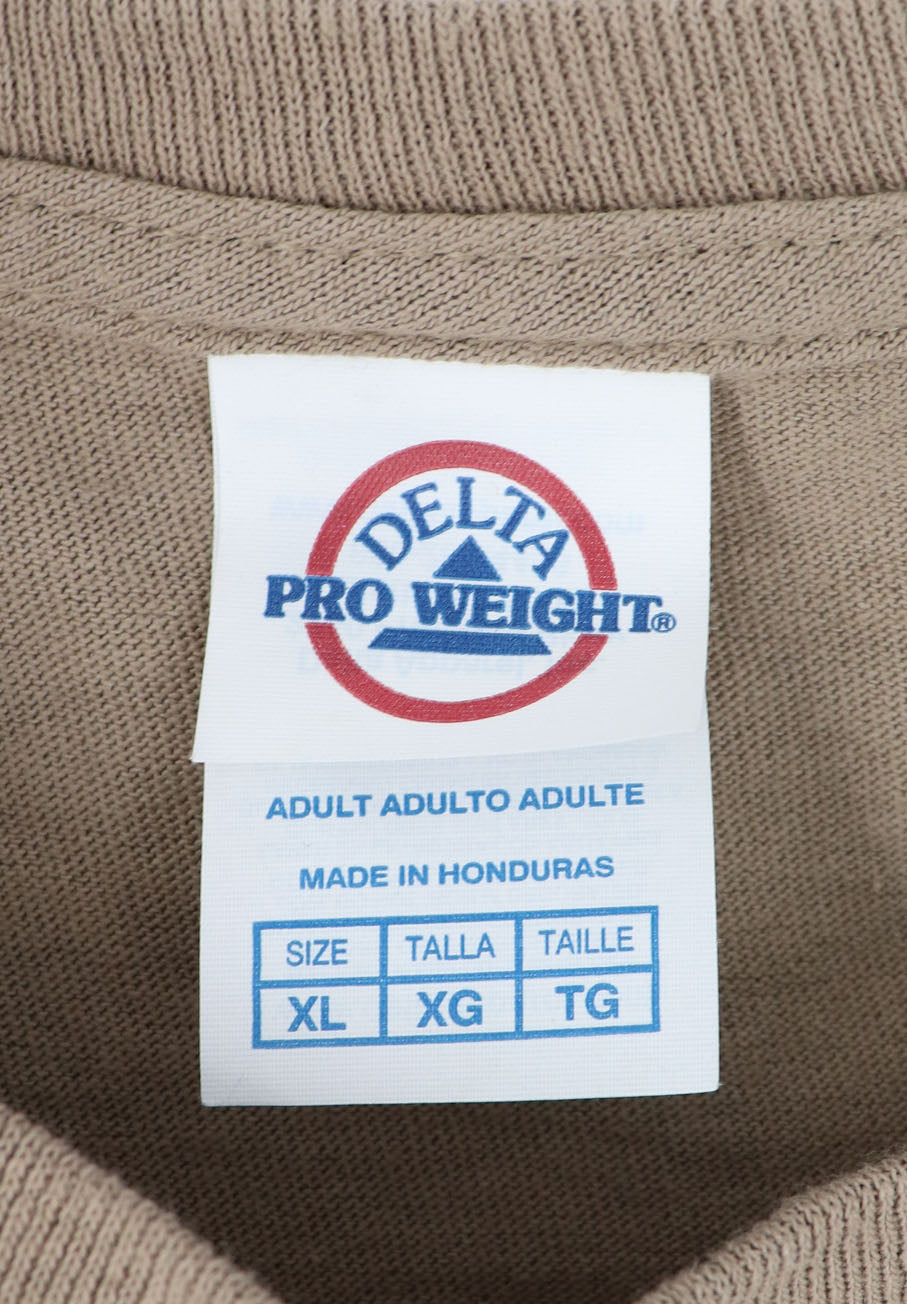 DELTA
PRO WEIGHT®
ADULT ADULTO ADULTE
MADE IN HONDURAS
SIZE TALLA TAILLE
XL XG TG